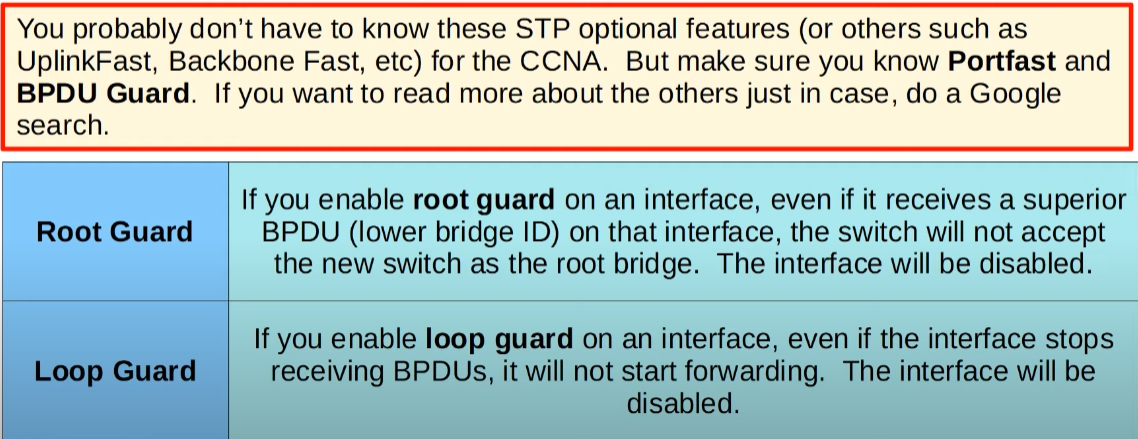 You probably don’t have to know these STP optional features (or others such as
UplinkFast, Backbone Fast, etc) for the CCNA.  But make sure you know Portfast and
BPDU Guard.  If you want to read more about the others just in case, do a Google
search.
Root Guard
If you enable root guard on an interface, even if it receives a superior
BPDU (lower bridge ID) on that interface, the switch will not accept
the new switch as the root bridge.  The interface will be disabled.
Loop Guard
If you enable loop guard on an interface, even if the interface stops
receiving BPDUs, it will not start forwarding.  The interface will be
disabled.